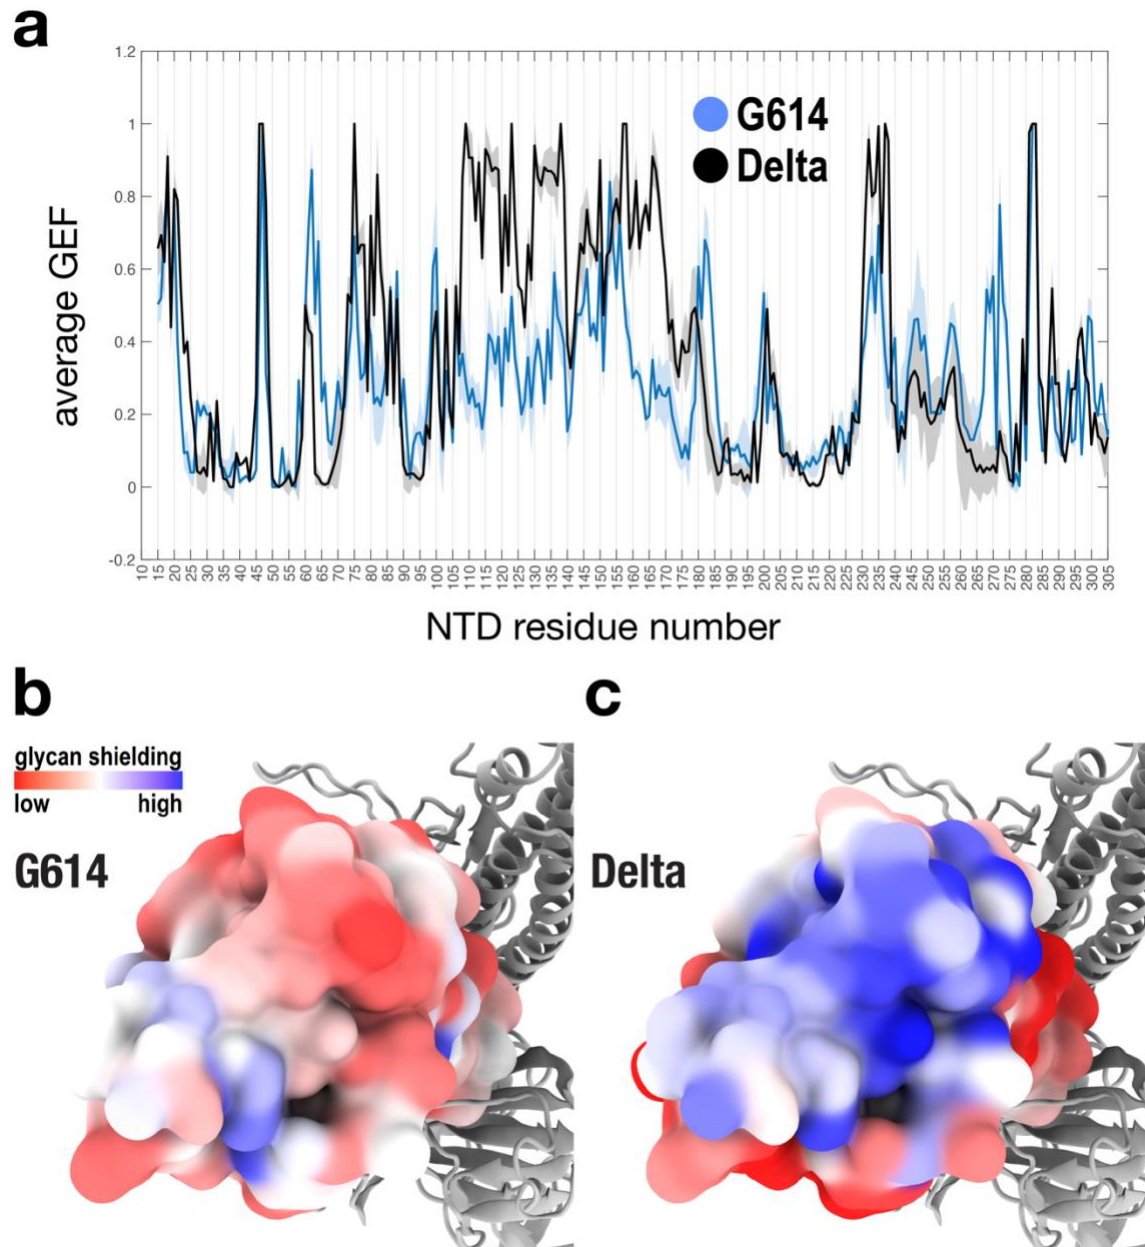 a
1.2
1
0.8
0.6
0.4
0.2
0
-0.2
average GEF
G614
Delta
10 15 20 25 30 35 40 45 50 55 60 65 70 75 80 85 90 95 100 105 110 115 120 125 130 135 140 145 150 155 160 165 170 175 180 185 190 195 200 205 210 215 220 225 230 235 240 245 250 255 260 265 270 275 280 285 290 295 300 305
NTD residue number
b
glycan shielding
low high
G614
c
Delta